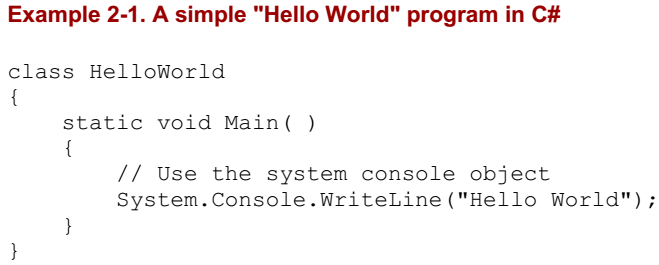 Example 2-1. A simple "Hello World" program in C#
class HelloWorld
{
    static void Main( )
    {
        // Use the system console object
        System.Console.WriteLine("Hello World");
    }
}